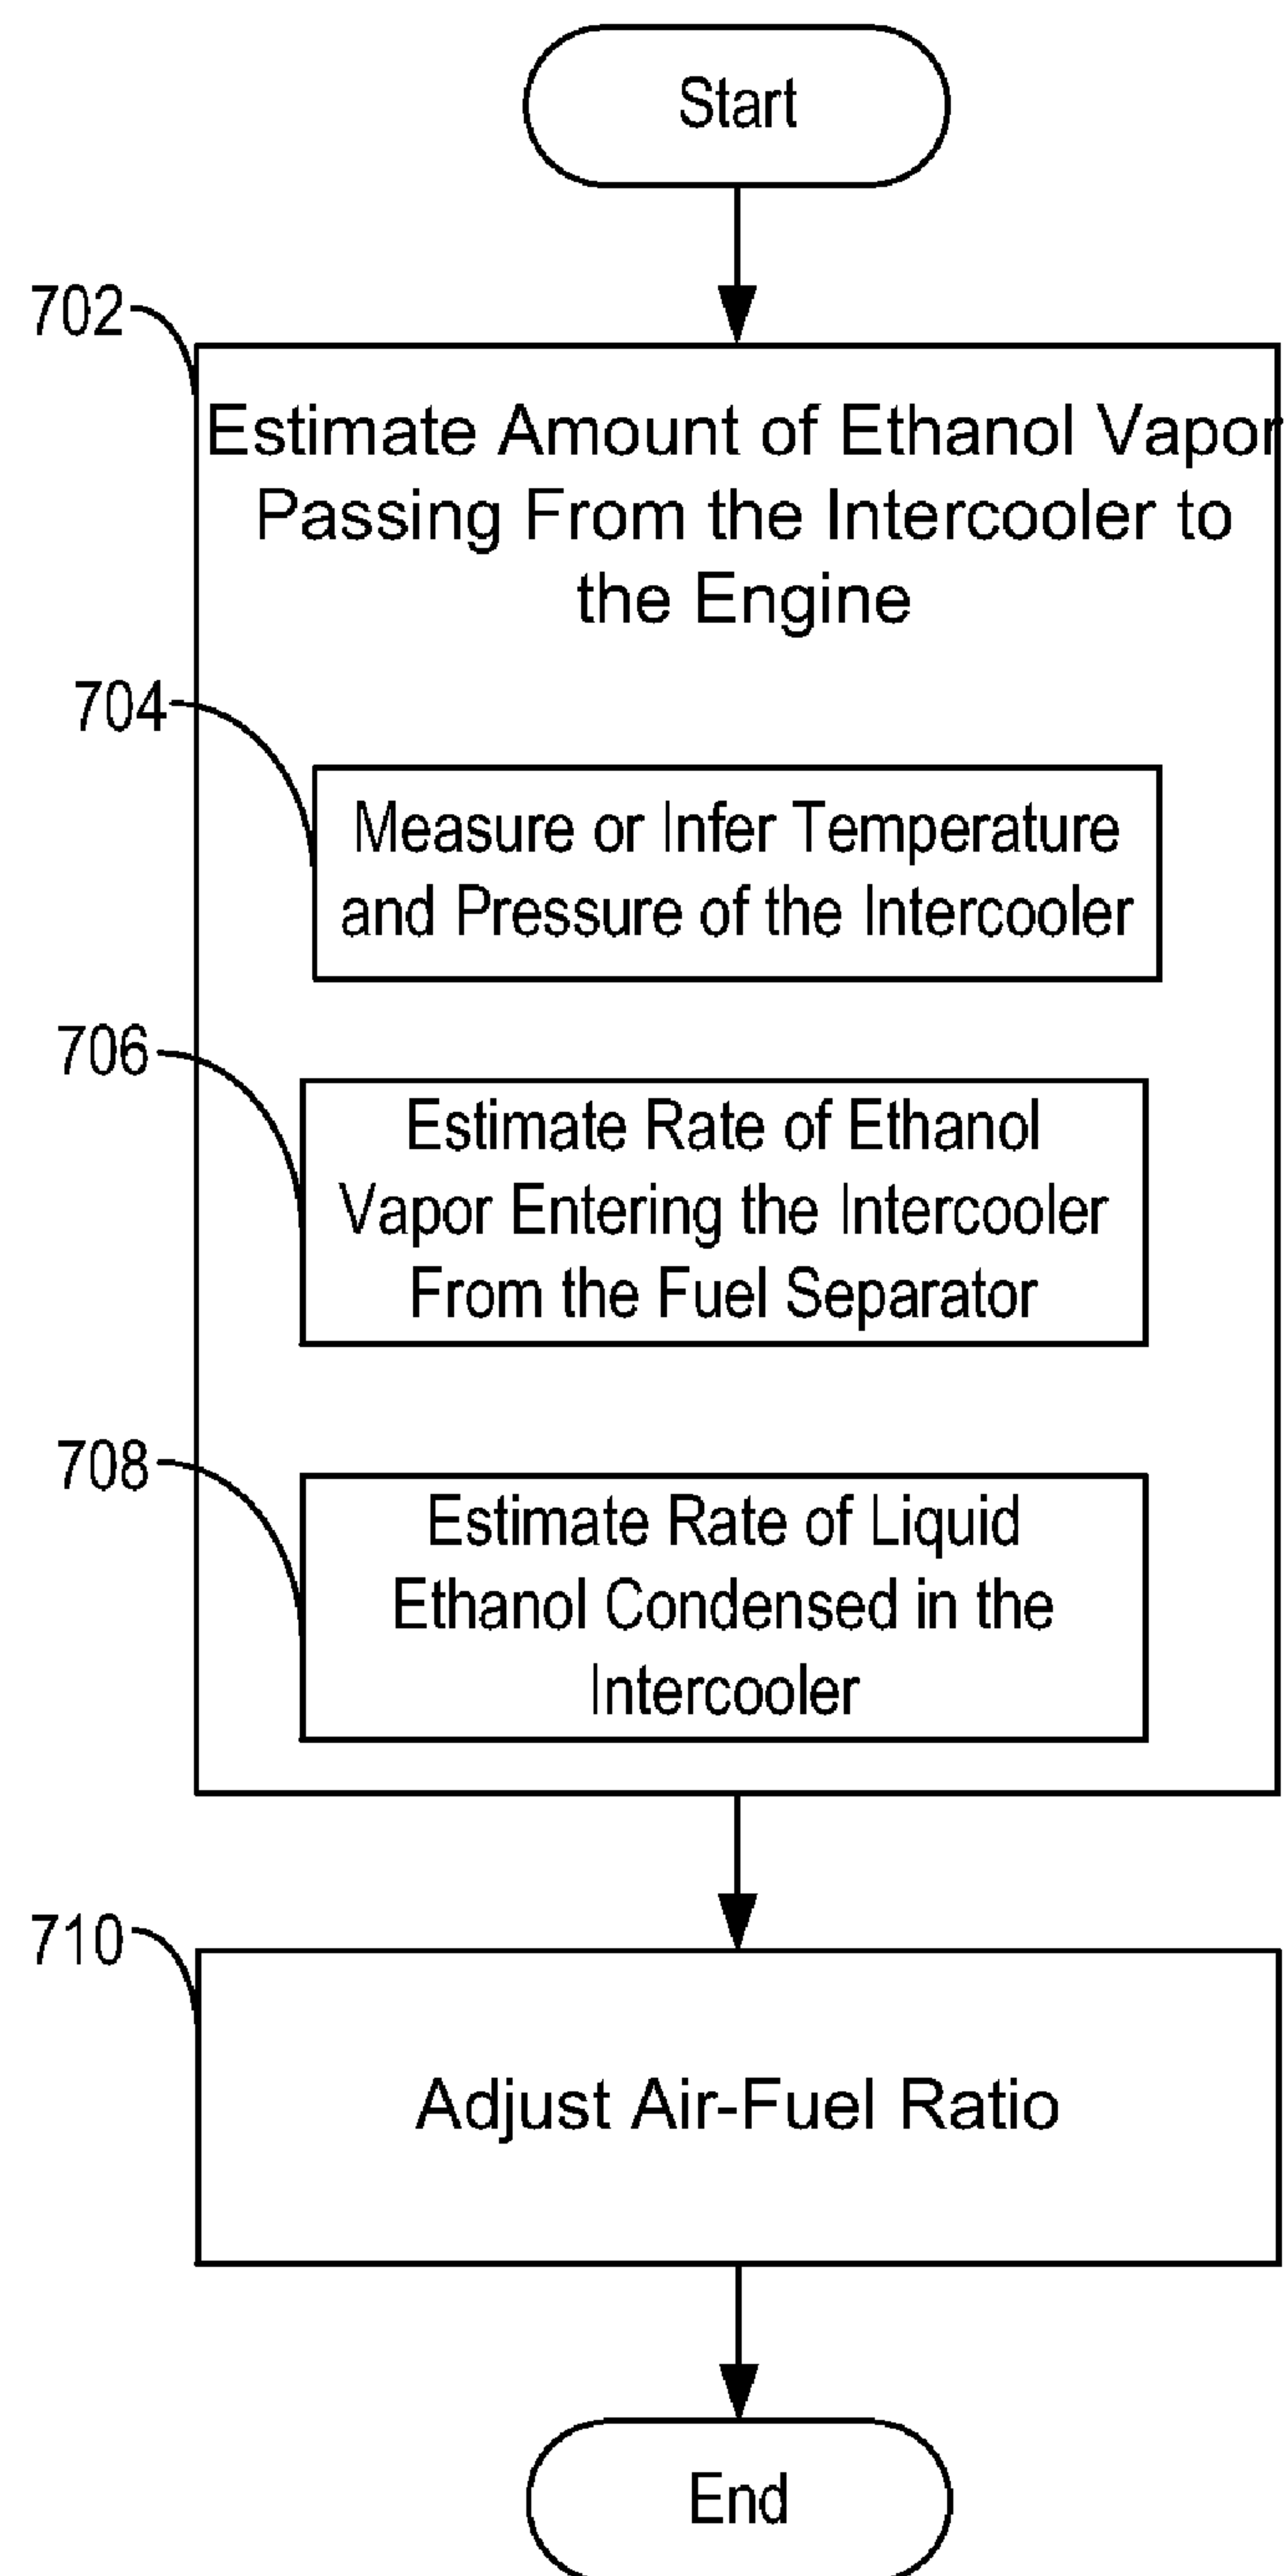 Start
702
Estimate Amount of Ethanol Vapor
Passing From the Intercooler to
the Engine
704
Measure or Infer Temperature
and Pressure of the Intercooler
706
Estimate Rate of Ethanol
Vapor Entering the Intercooler
From the Fuel Separator
708
Estimate Rate of Liquid
Ethanol Condensed in the
Intercooler
710
Adjust Air-Fuel Ratio
End